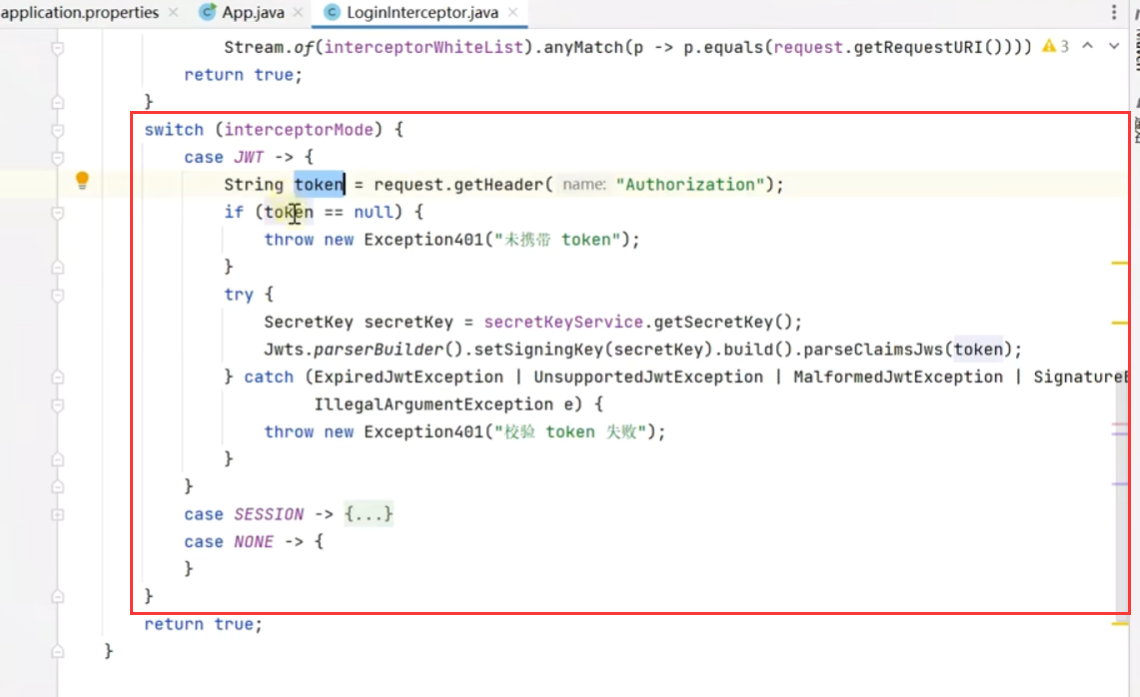 application.properties × App.java × LoginInterceptor.java ×
Stream.of(interceptorWhiteList).anyMatch(p -> p.equals(request.getRequestURI()))) 3
return true;
}
switch (interceptorMode) {
case JWT -> {
String token = request.getHeader( name: "Authorization");
if (token == null) {
throw new Exception401("未携带 token");
}
try {
SecretKey secretKey = secretKeyService.getSecretKey();
Jwts.parserBuilder().setSigningKey(secretKey).build().parseClaimsJws(token);
} catch (ExpiredJwtException | UnsupportedJwtException | MalformedJwtException | SignatureE
IllegalArgumentException e) {
throw new Exception401("校验 token 失败");
}
}
case SESSION -> {...}
case NONE -> {
}
}
return true;
}